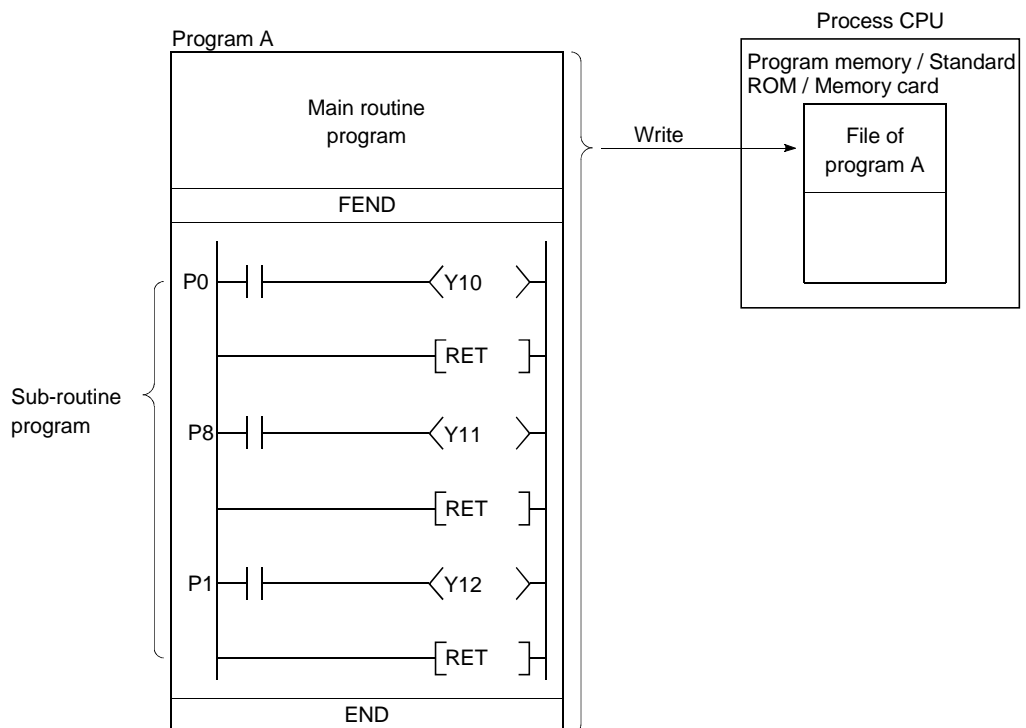 Process CPU
Program A
Program memory / Standard
ROM / Memory card
Main routine
program
Write
File of
program A
FEND
P0
Y10
RET
Sub-routine
program
P8
Y11
RET
P1
Y12
RET
END